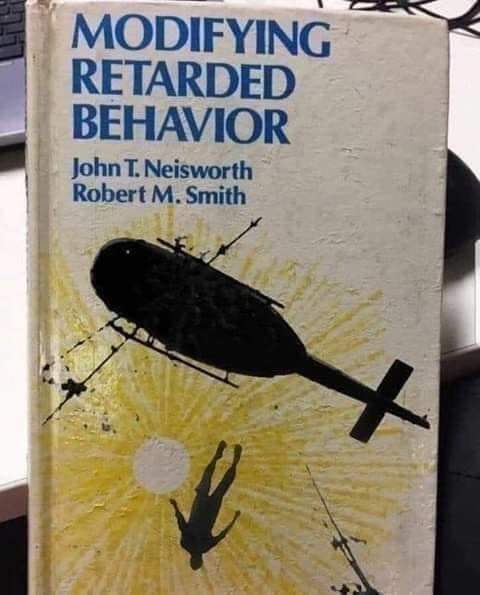 MODIFYING
RETARDED
BEHAVIOR
John T. Neisworth
Robert M. Smith